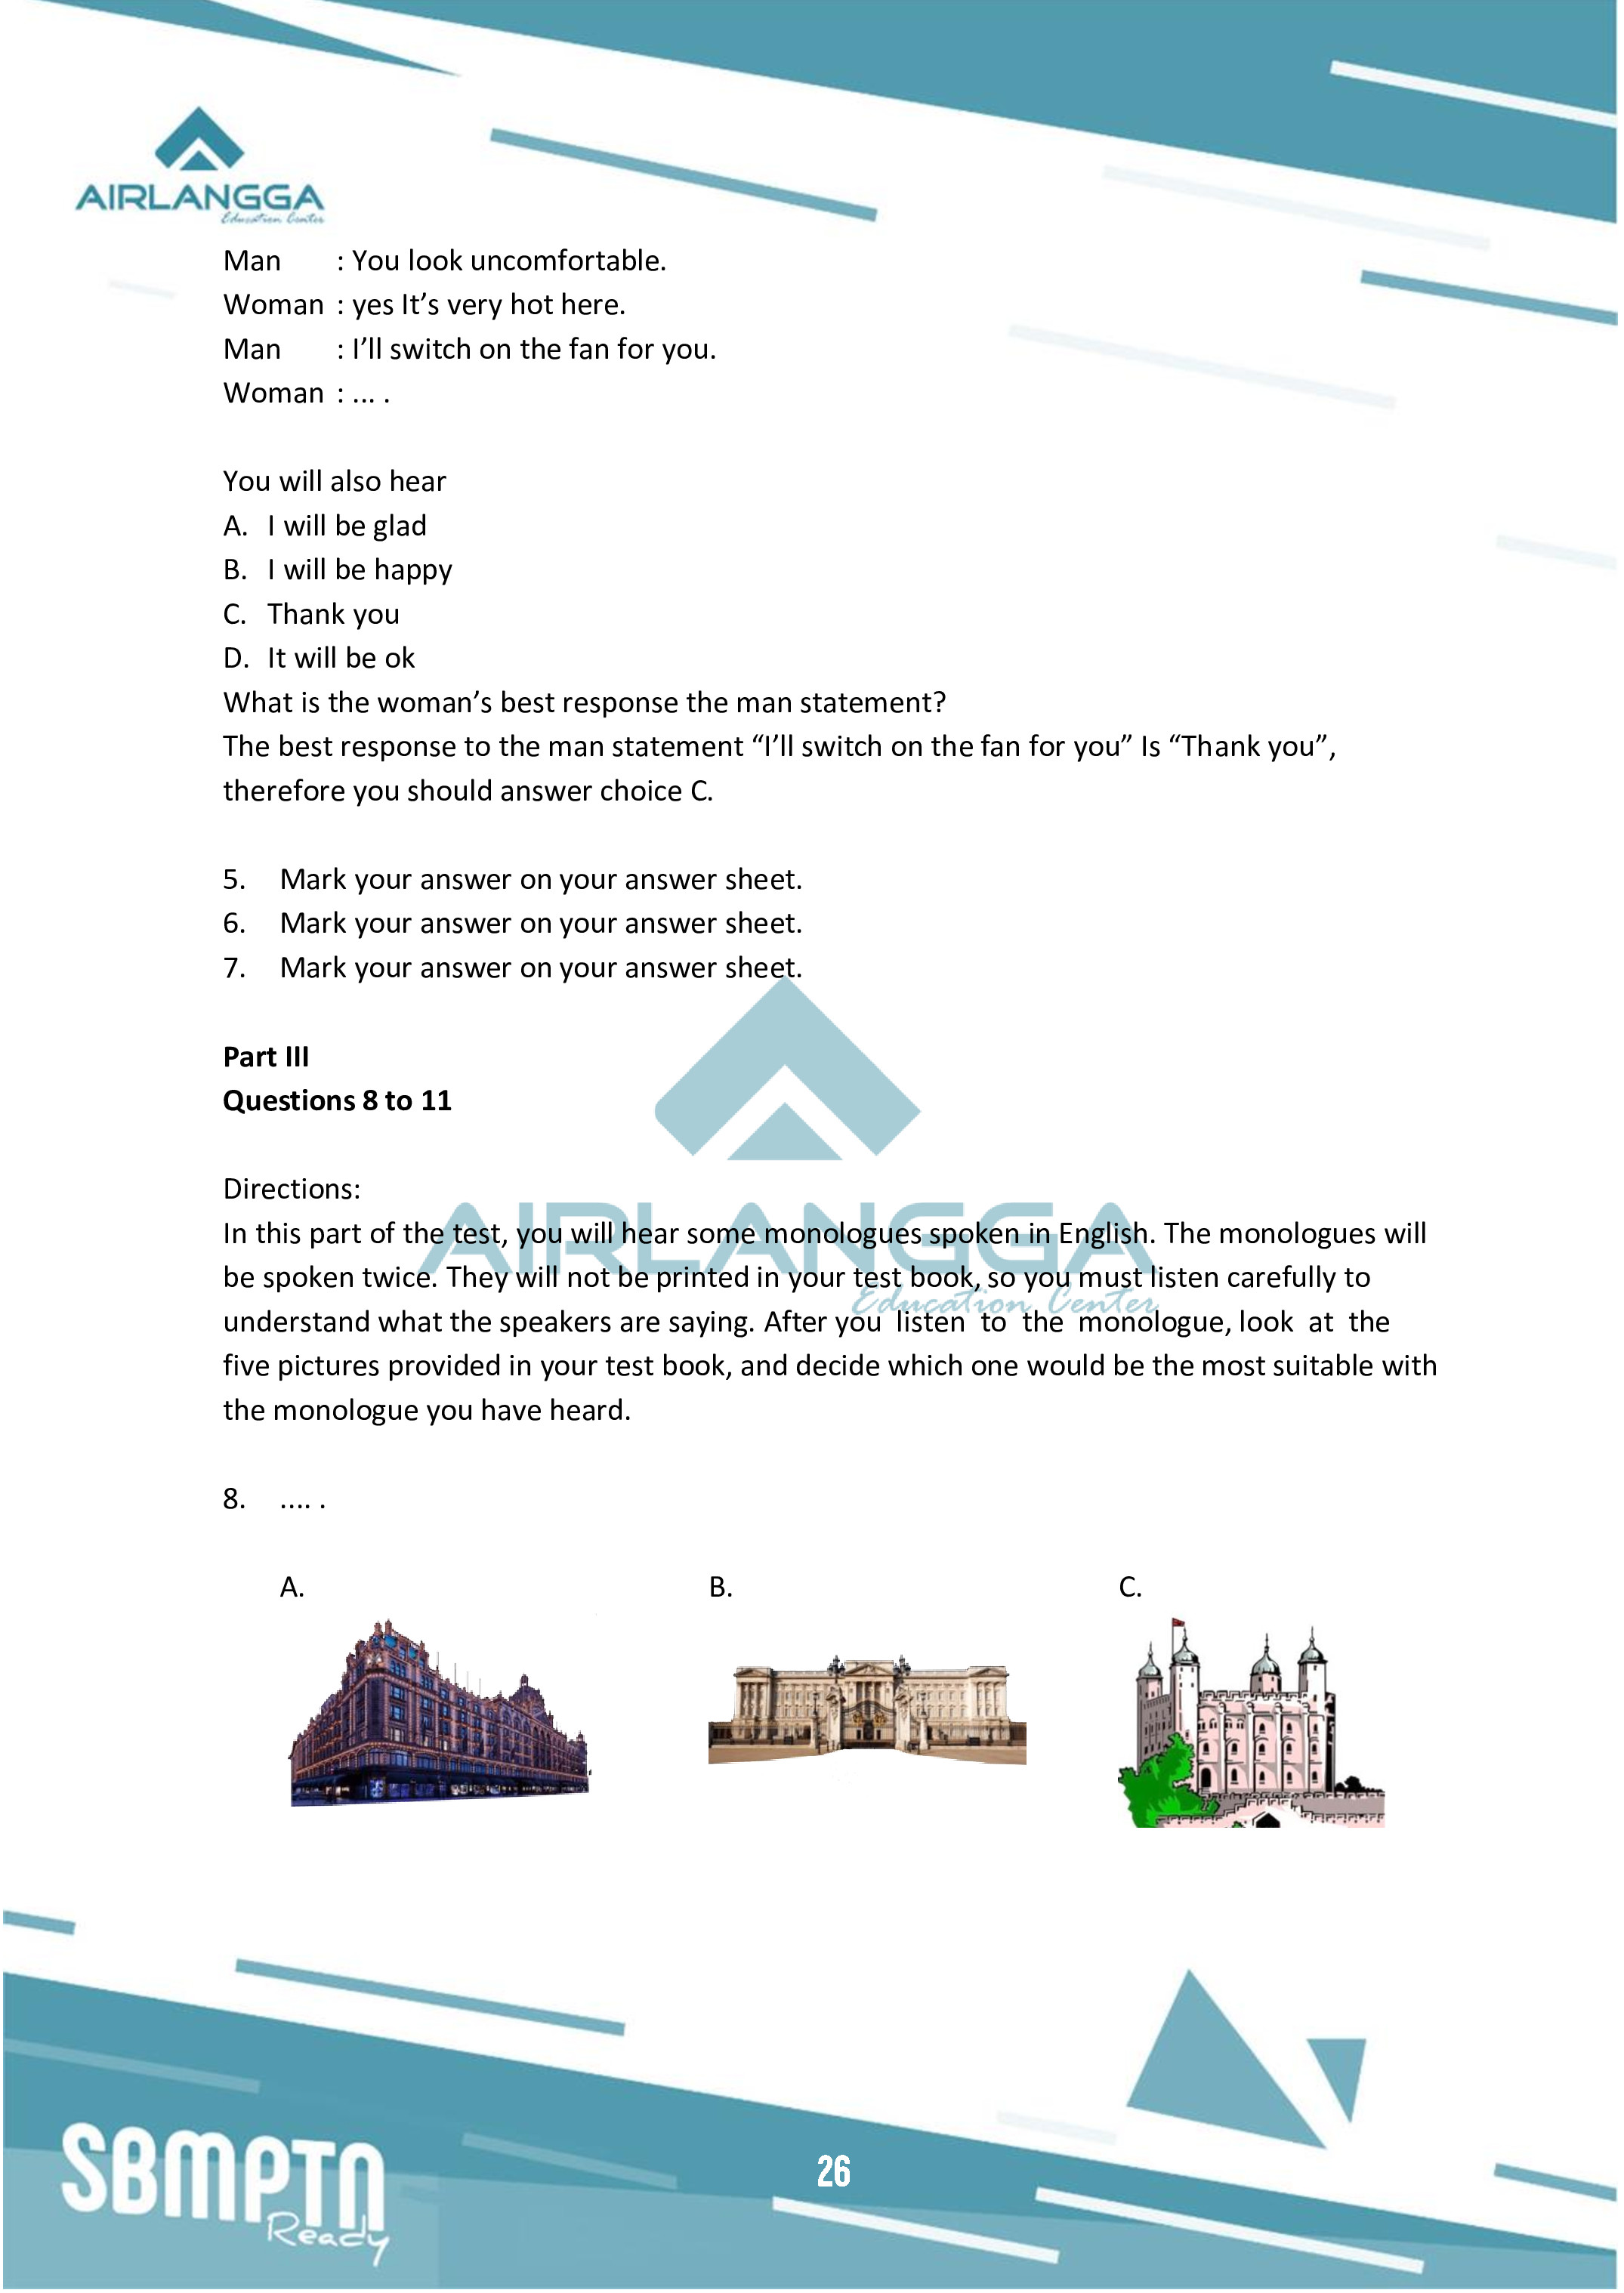 AIRLANGGA
Education Center
Man : You look uncomfortable.
Woman : yes It’s very hot here.
Man : I’ll switch on the fan for you.
Woman : ... .
You will also hear
A. I will be glad
B. I will be happy
C. Thank you
D. It will be ok
What is the woman’s best response the man statement?
The best response to the man statement “I’ll switch on the fan for you” Is “Thank you”,
therefore you should answer choice C.
5. Mark your answer on your answer sheet.
6. Mark your answer on your answer sheet.
7. Mark your answer on your answer sheet.
Part III
Questions 8 to 11
Directions:
AIRLANGGA
Education Center
In this part of the test, you will hear some monologues spoken in English. The monologues will
be spoken twice. They will not be printed in your test book, so you must listen carefully to
understand what the speakers are saying. After you listen to the monologue, look at the
five pictures provided in your test book, and decide which one would be the most suitable with
the monologue you have heard.
8. .... .
A. B. C.
SBMPTN
Ready
26